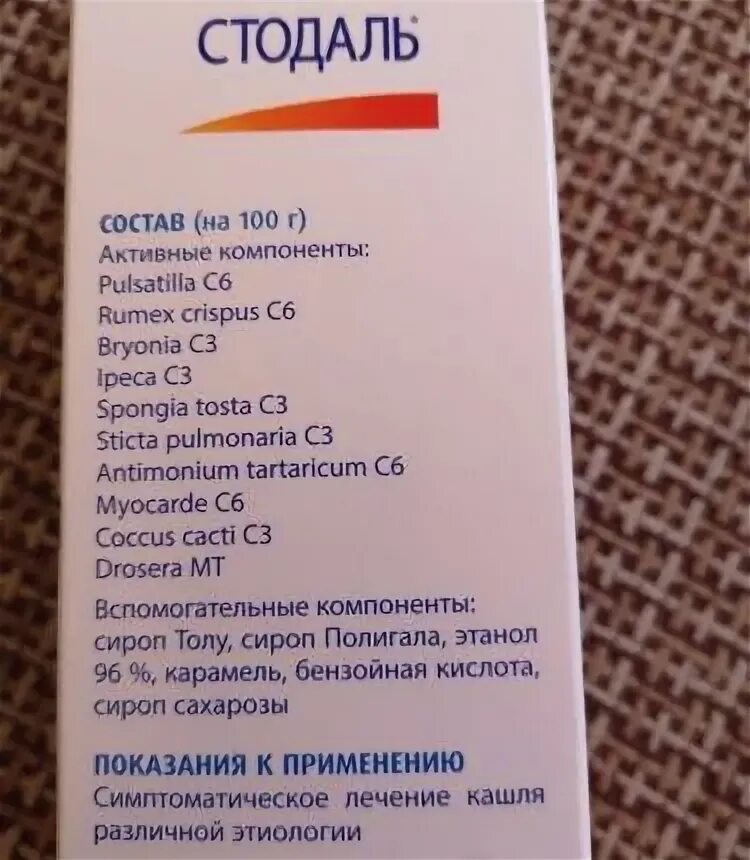 СТОДАЛЬ®
СОСТАВ (на 100 г)
Активные компоненты:
Pulsatilla C6
Rumex crispus C6
Bryonia C3
Ipeca C3
Spongia tosta C3
Sticta pulmonaria C3
Antimonium tartaricum C6
Myocarde C6
Coccus cacti C3
Drosera MT
Вспомогательные компоненты:
сироп Толу, сироп Полигала, этанол
96 %, карамель, бензойная кислота,
сироп сахарозы
ПОКАЗАНИЯ К ПРИМЕНЕНИЮ
Симптоматическое лечение кашля
различной этиологии